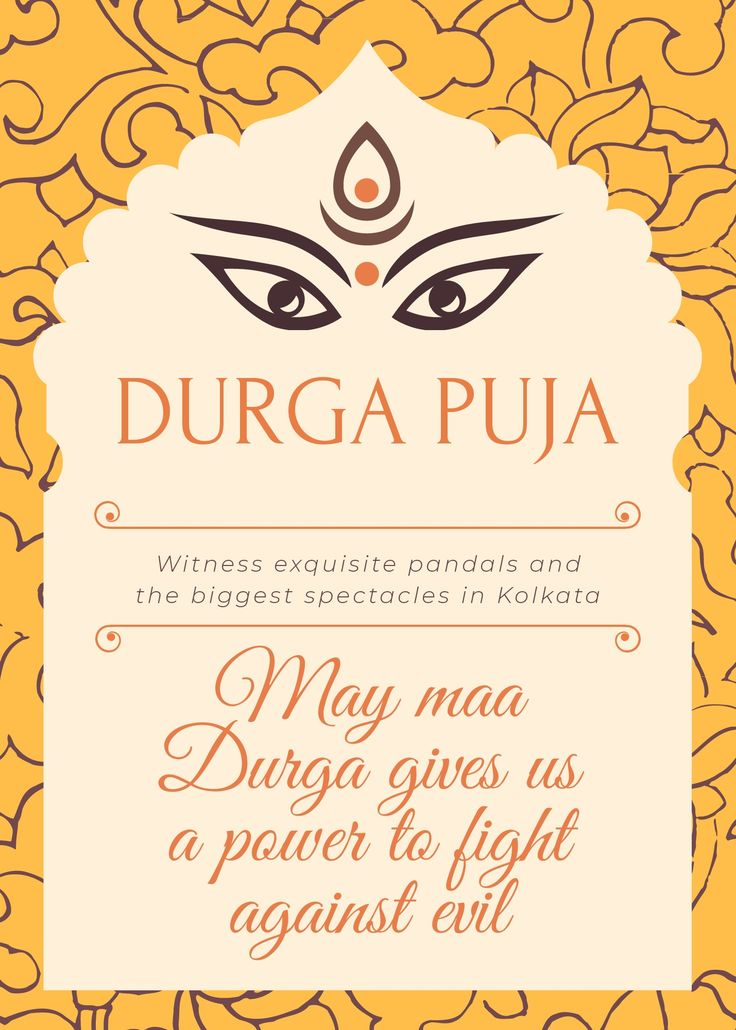 DURGA PUJA
Witness exquisite pandals and
the biggest spectacles in Kolkata
May maa
Durga gives us
a power to fight
against evil